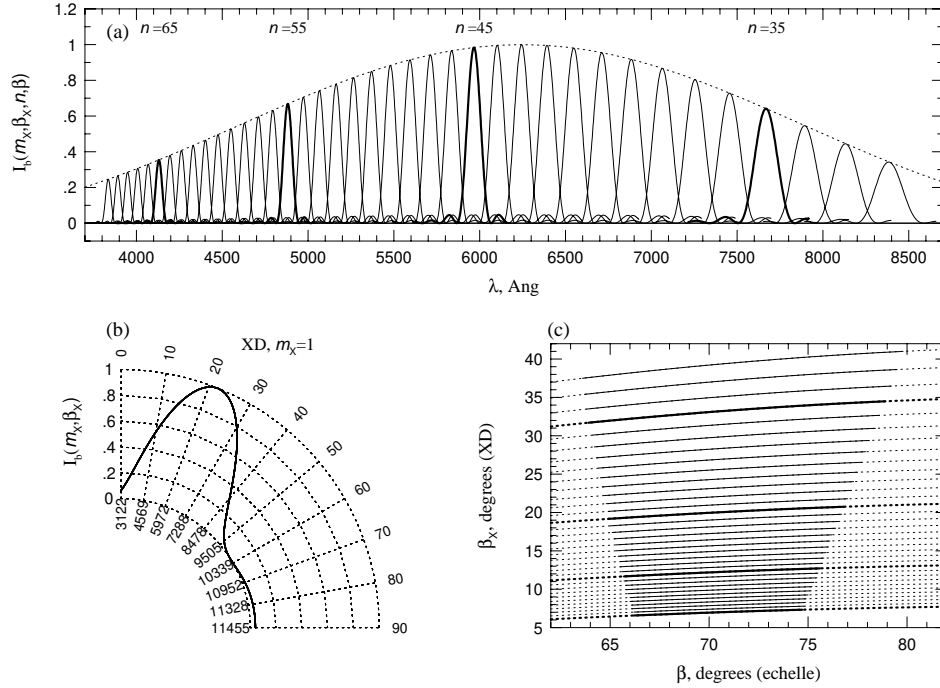 (a)
n=65 n=55 n=45 n=35
1.2
1
.8
.6
.4
.2
0
I_b(m_X,β_X,n,β)
4000 4500 5000 5500 6000 6500 7000 7500 8000 8500
λ, Ang
(b)
XD, m_X=1
0 10 20 30 40 50 60 70 80 90
1
.8
.6
.4
.2
0
I_b(m_X,β_X)
3122
4569
5972
7286
8478
9505
10339
10952
11328
11455
(c)
40
35
30
25
20
15
10
5
β_X, degrees (XD)
65 70 75 80
β, degrees (echelle)